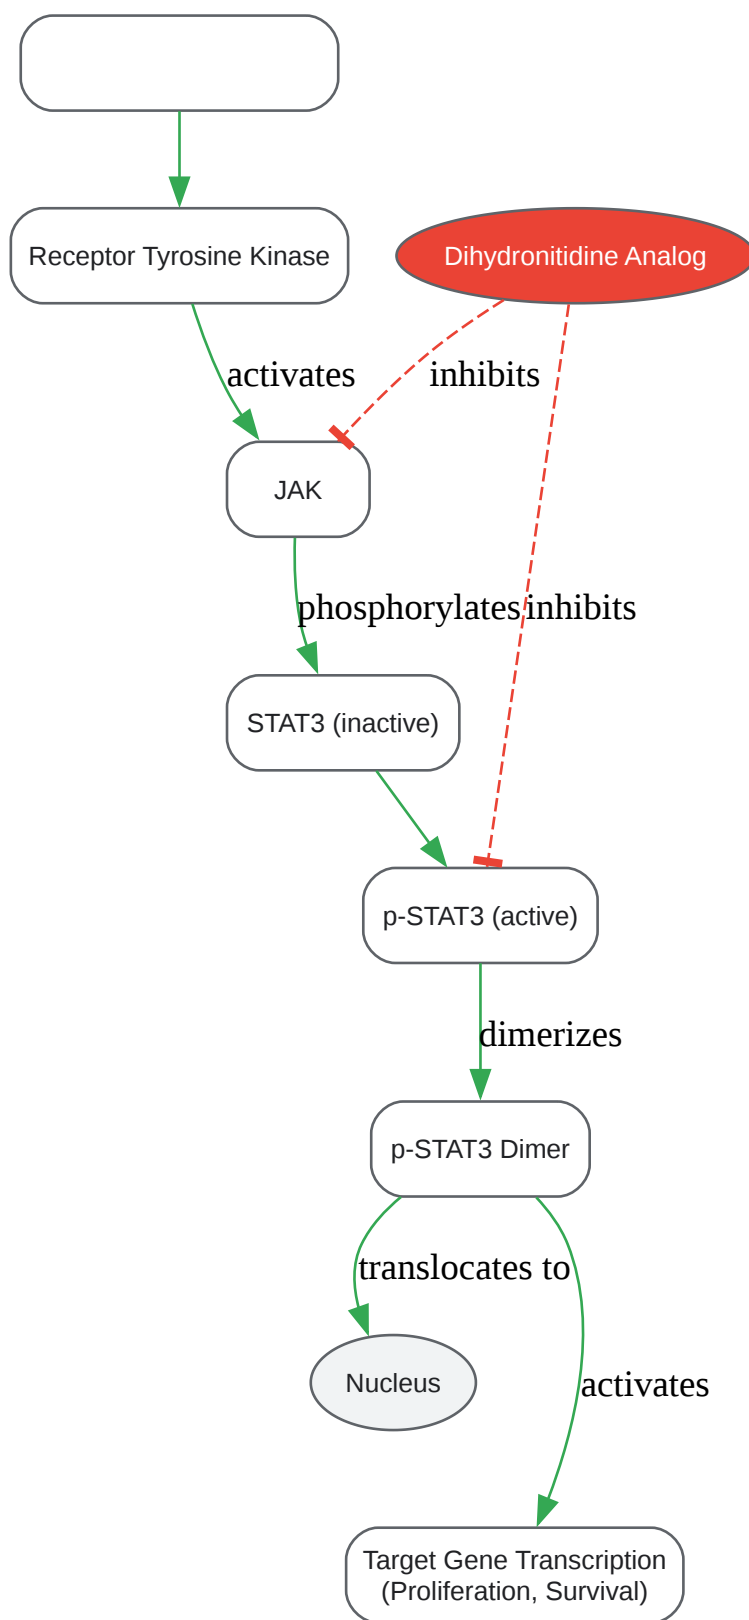 Receptor Tyrosine Kinase
Dihydronitidine Analog
activates
inhibits
JAK
phosphorylates
inhibits
STAT3 (inactive)
p-STAT3 (active)
dimerizes
p-STAT3 Dimer
translocates to
Nucleus
activates
Target Gene Transcription
(Proliferation, Survival)